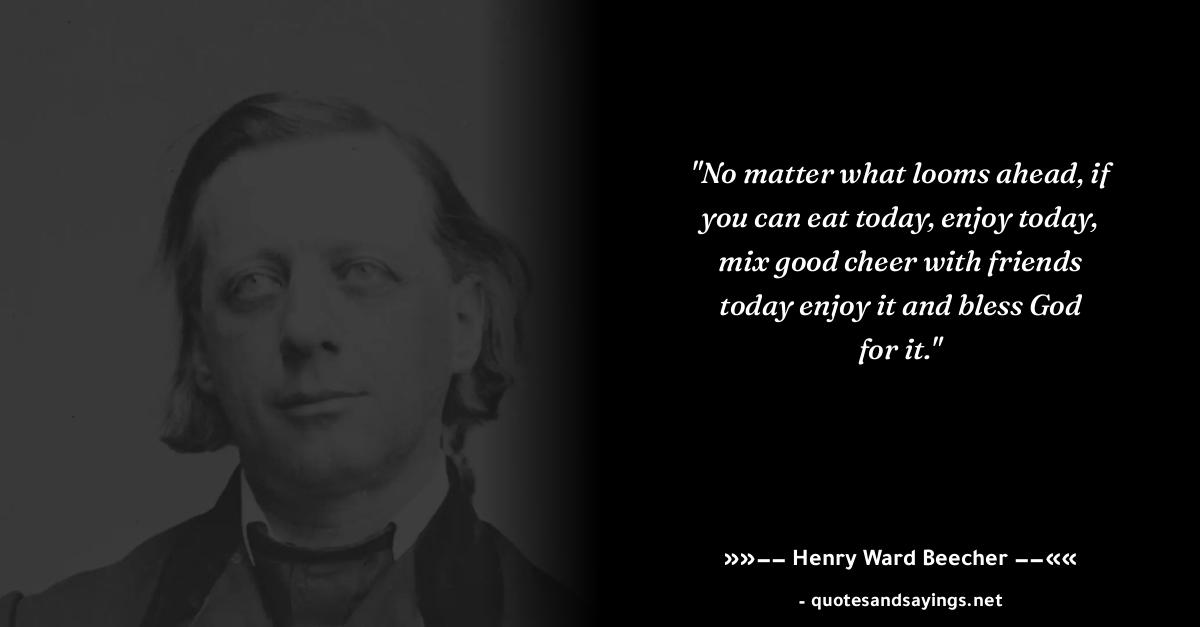 "No matter what looms ahead, if
you can eat today, enjoy today,
mix good cheer with friends
today enjoy it and bless God
for it."
»»–– Henry Ward Beecher ––««
- quotesandsayings.net